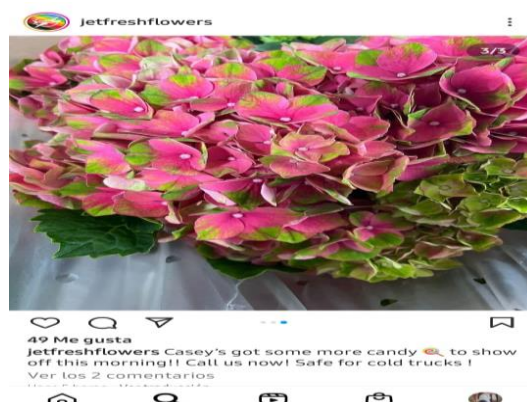 jetfreshflowers
3/3
49 Me gusta
jetfreshflowers Casey's got some more candy 🍭 to show
off this morning!! Call us now! Safe for cold trucks !
Ver los 2 comentarios